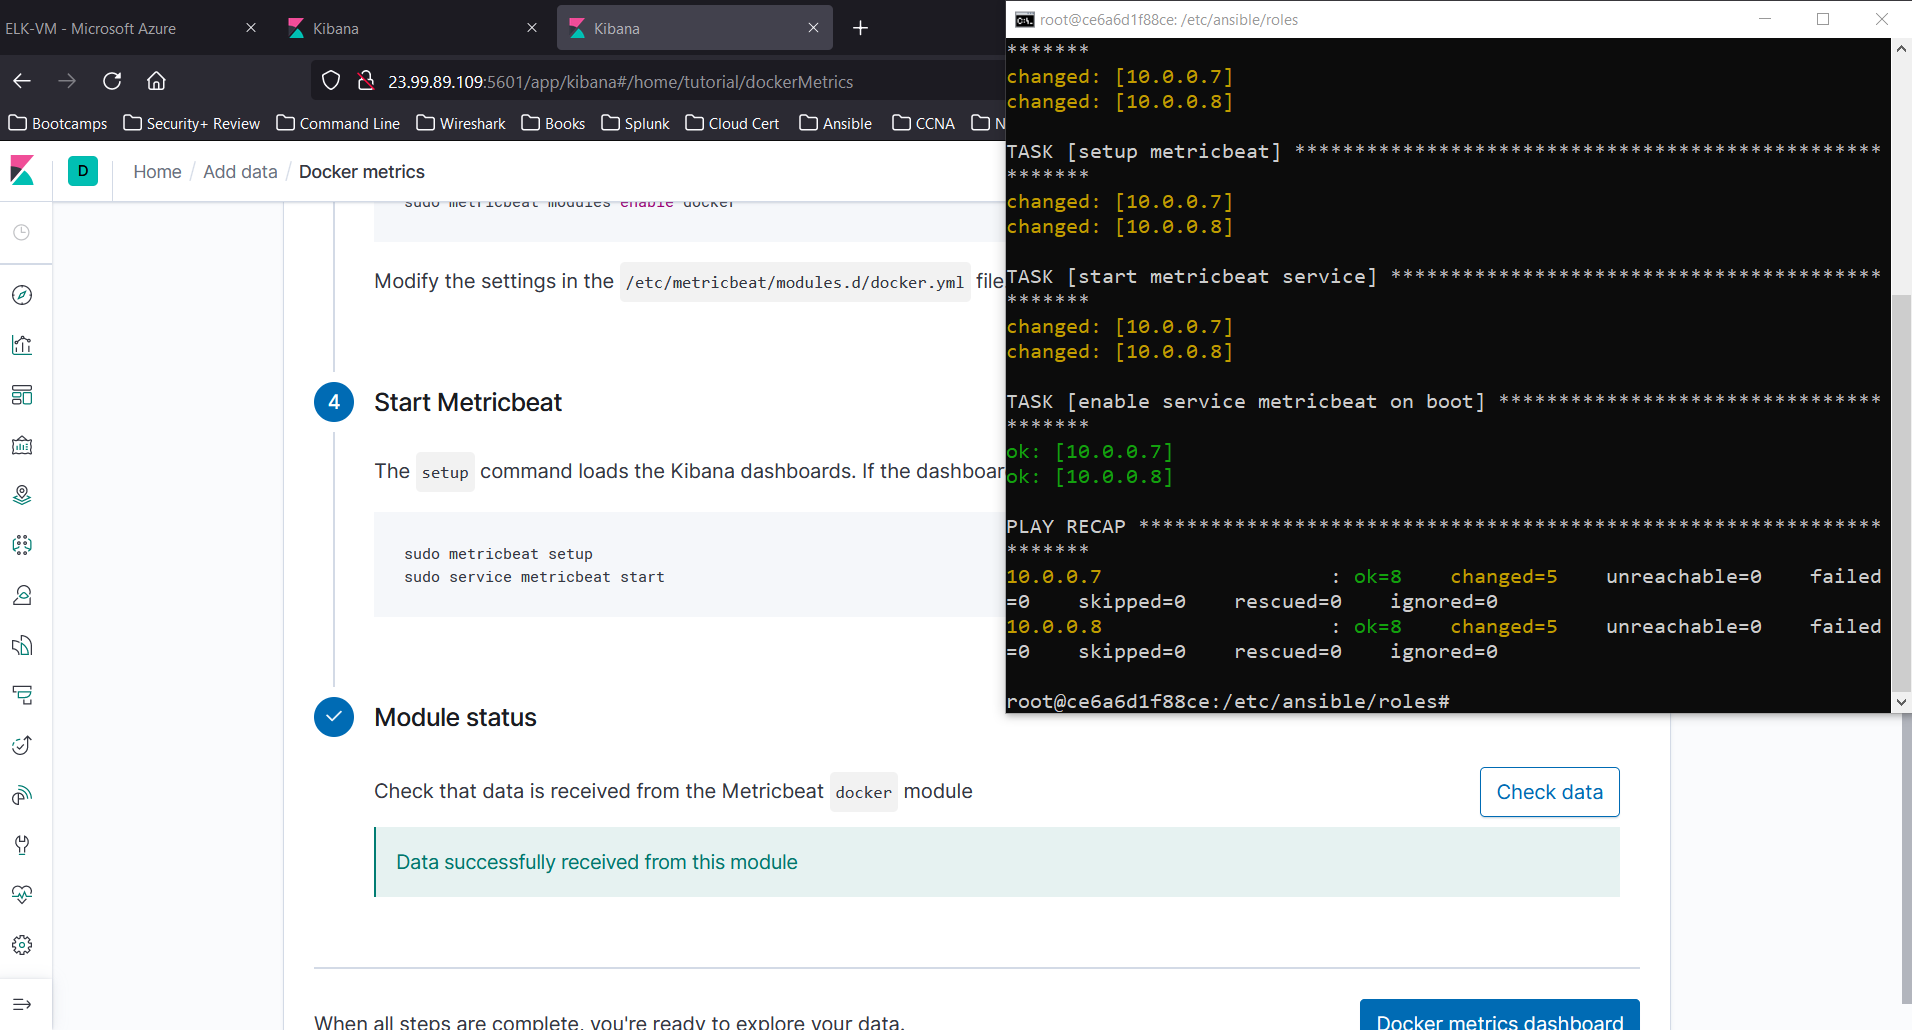 ELK-VM - Microsoft Azure
Kibana
Kibana
23.99.89.109:5601/app/kibana#/home/tutorial/dockerMetrics
Bootcamps
Security+ Review
Command Line
Wireshark
Books
Splunk
Cloud Cert
Ansible
CCNA
N
D
Home / Add data / Docker metrics
sudo metricbeat modules enable docker
Modify the settings in the /etc/metricbeat/modules.d/docker.yml file
4
Start Metricbeat
The setup command loads the Kibana dashboards. If the dashboar
sudo metricbeat setup
sudo service metricbeat start
Module status
Check that data is received from the Metricbeat docker module
Check data
Data successfully received from this module
When all steps are complete, you're ready to explore your data.
Docker metrics dashboard
root@ce6a6d1f88ce: /etc/ansible/roles
*******
changed: [10.0.0.7]
changed: [10.0.0.8]
TASK [setup metricbeat] *************************************************
*******
changed: [10.0.0.7]
changed: [10.0.0.8]
TASK [start metricbeat service] *****************************************
*******
changed: [10.0.0.7]
changed: [10.0.0.8]
TASK [enable service metricbeat on boot] ********************************
*******
ok: [10.0.0.7]
ok: [10.0.0.8]
PLAY RECAP **************************************************************
*******
10.0.0.7                   : ok=8    changed=5    unreachable=0    failed
=0    skipped=0    rescued=0    ignored=0
10.0.0.8                   : ok=8    changed=5    unreachable=0    failed
=0    skipped=0    rescued=0    ignored=0
root@ce6a6d1f88ce:/etc/ansible/roles#